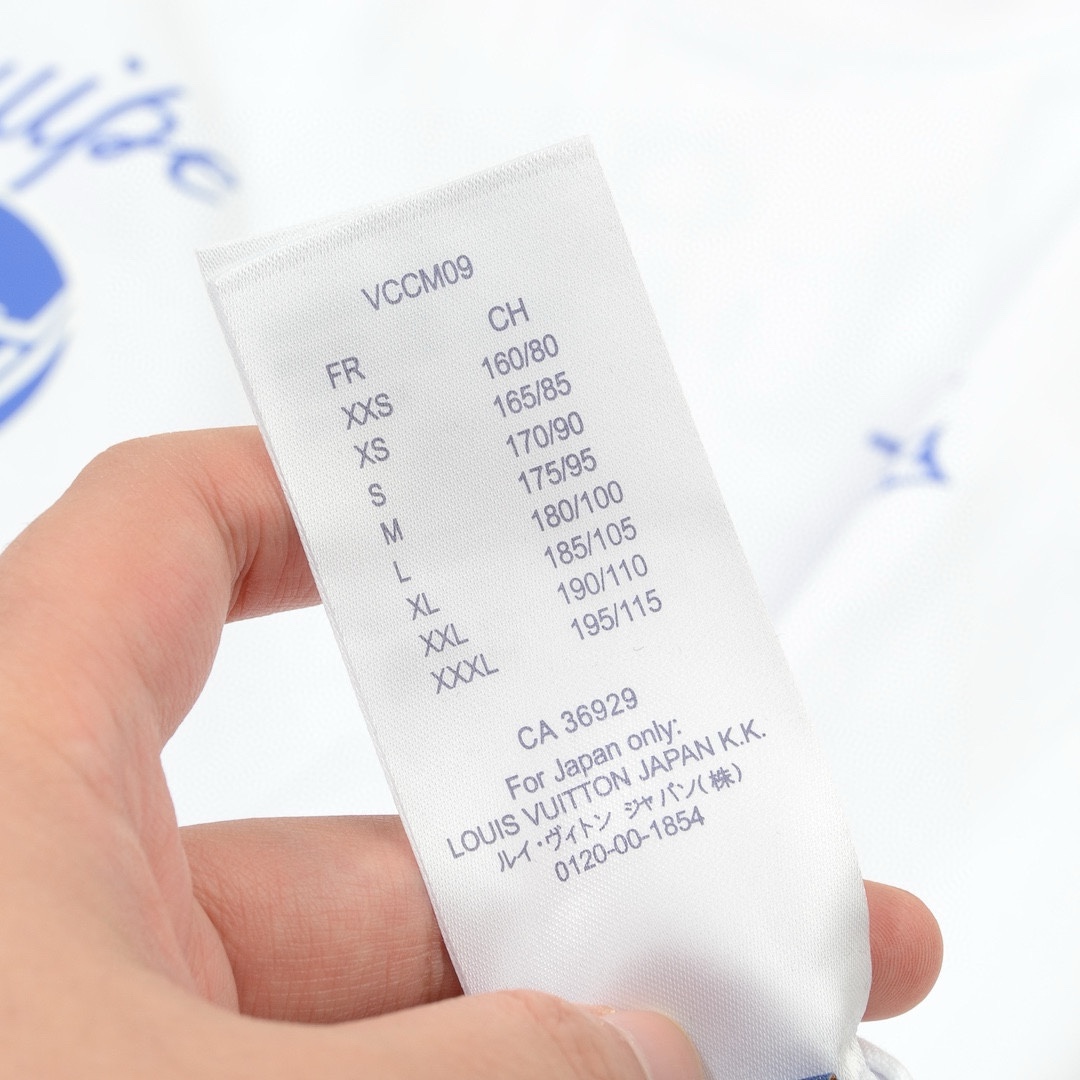 VCCM09
FR CH
XXS 160/80
XS 165/85
S 170/90
M 175/95
L 180/100
XL 185/105
XXL 190/110
XXXL 195/115
CA 36929
For Japan only:
LOUIS VUITTON JAPAN K.K.
ルイ・ヴィトン ジャパン(株)
0120-00-1854